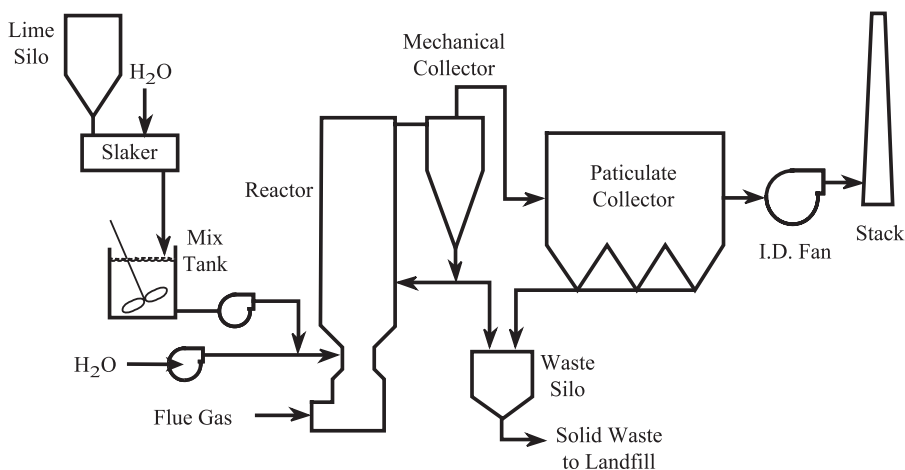 Lime
Silo
H2O
Slaker
Mix
Tank
H2O
Flue Gas
Reactor
Mechanical
Collector
Paticulate
Collector
I.D. Fan
Stack
Waste
Silo
Solid Waste
to Landfill